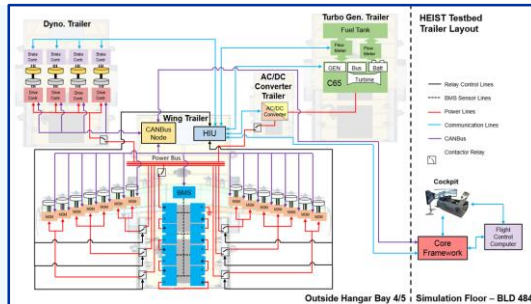 Dyno. Trailer
Turbo Gen. Trailer
HEIST Testbed
Trailer Layout
Fuel Tank
Flow
Meter
Flow
Meter
GEN
Bus
Batt
Turbine
C65
AC/DC
Converter
Trailer
AC/DC
Converter
Wing Trailer
CANBus
Node
HIU
Power Bus
BMS
Relay Control Lines
BMS Sensor Lines
Power Lines
Communication Lines
CANBus
Contactor Relay
Cockpit
Core
Framework
Flight
Control
Computer
Outside Hangar Bay 4/5
Simulation Floor – BLD 484